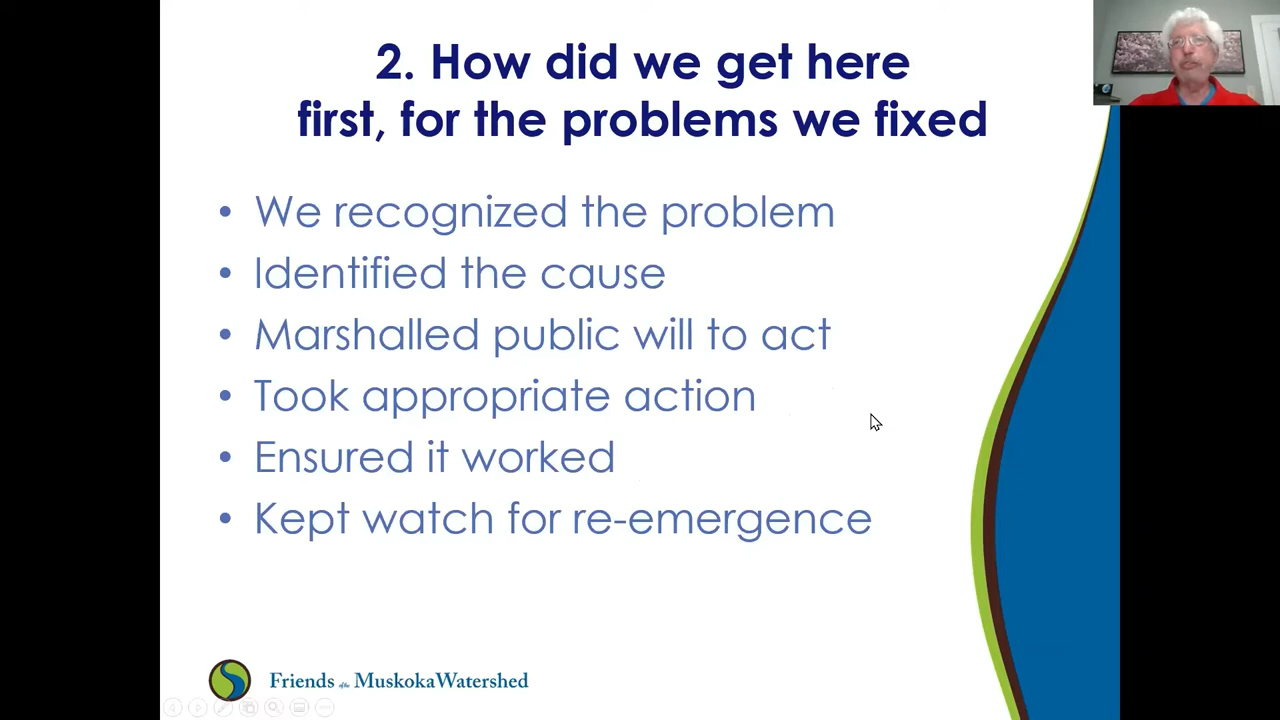 2. How did we get here
first, for the problems we fixed
• We recognized the problem
• Identified the cause
• Marshalled public will to act
• Took appropriate action
• Ensured it worked
• Kept watch for re-emergence
Friends of the MuskokaWatershed